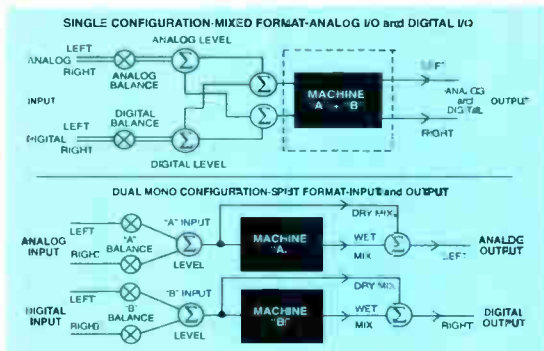 SINGLE CONFIGURATION-MIXED FORMAT-ANALOG I/O and DIGITAL I/O
ANALOG LEVEL
LEFT
ANALOG
RIGHT
ANALOG
BALANCE
INPUT
DIGITAL
BALANCE
LEFT
DIGITAL
RIGHT
DIGITAL LEVEL
MACHINE
"A" + "B"
LEFT
ANALOG
and
DIGITAL
OUTPUT
RIGHT
DUAL MONO CONFIGURATION-SPLIT FORMAT-INPUT and OUTPUT
LEFT
ANALOG
INPUT
RIGHT
"A"
BALANCE
"A" INPUT
LEVEL
MACHINE
"A"
DRY MIX
WET
MIX
LEFT
ANALOG
OUTPUT
LEFT
DIGITAL
INPUT
RIGHT
"B"
BALANCE
"B" INPUT
LEVEL
MACHINE
"B"
DRY MIX
WET
MIX
RIGHT
DIGITAL
OUTPUT